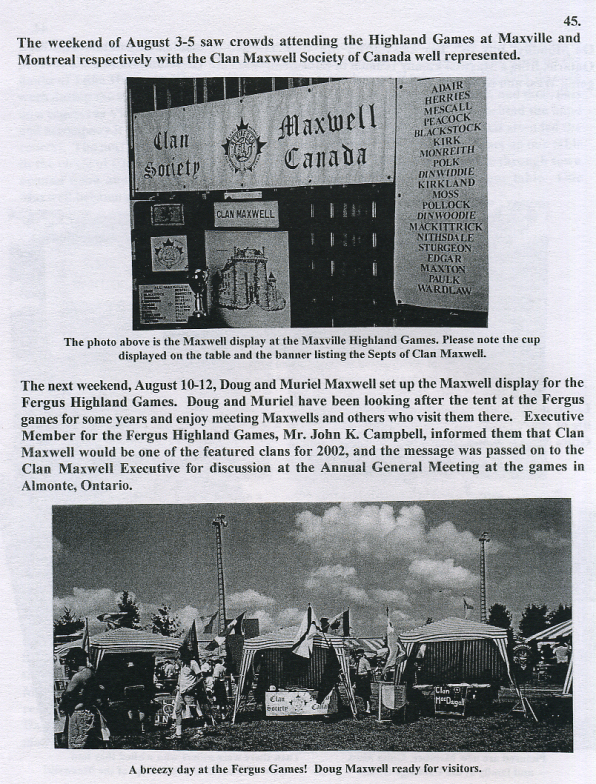 45.
The weekend of August 3-5 saw crowds attending the Highland Games at Maxville and
Montreal respectively with the Clan Maxwell Society of Canada well represented.
Clan Maxwell
Society Canada
CLAN MAXWELL
ADAIR
HERRIES
MESCALL
PEACOCK
BLACKSTOCK
KIRK
MONREITH
POLK
DINWIDDIE
KIRKLAND
MOSS
POLLOCK
DINWOODIE
MACKITTRICK
NITHSDALE
STURGEON
EDGAR
MAXTON
PAULK
WARDLAW
The photo above is the Maxwell display at the Maxville Highland Games. Please note the cup
displayed on the table and the banner listing the Septs of Clan Maxwell.
The next weekend, August 10-12, Doug and Muriel Maxwell set up the Maxwell display for the
Fergus Highland Games. Doug and Muriel have been looking after the tent at the Fergus
games for some years and enjoy meeting Maxwells and others who visit them there. Executive
Member for the Fergus Highland Games, Mr. John K. Campbell, informed them that Clan
Maxwell would be one of the featured clans for 2002, and the message was passed on to the
Clan Maxwell Executive for discussion at the Annual General Meeting at the games in
Almonte, Ontario.
Clan
Society
Clan
MacDougall
A breezy day at the Fergus Games! Doug Maxwell ready for visitors.